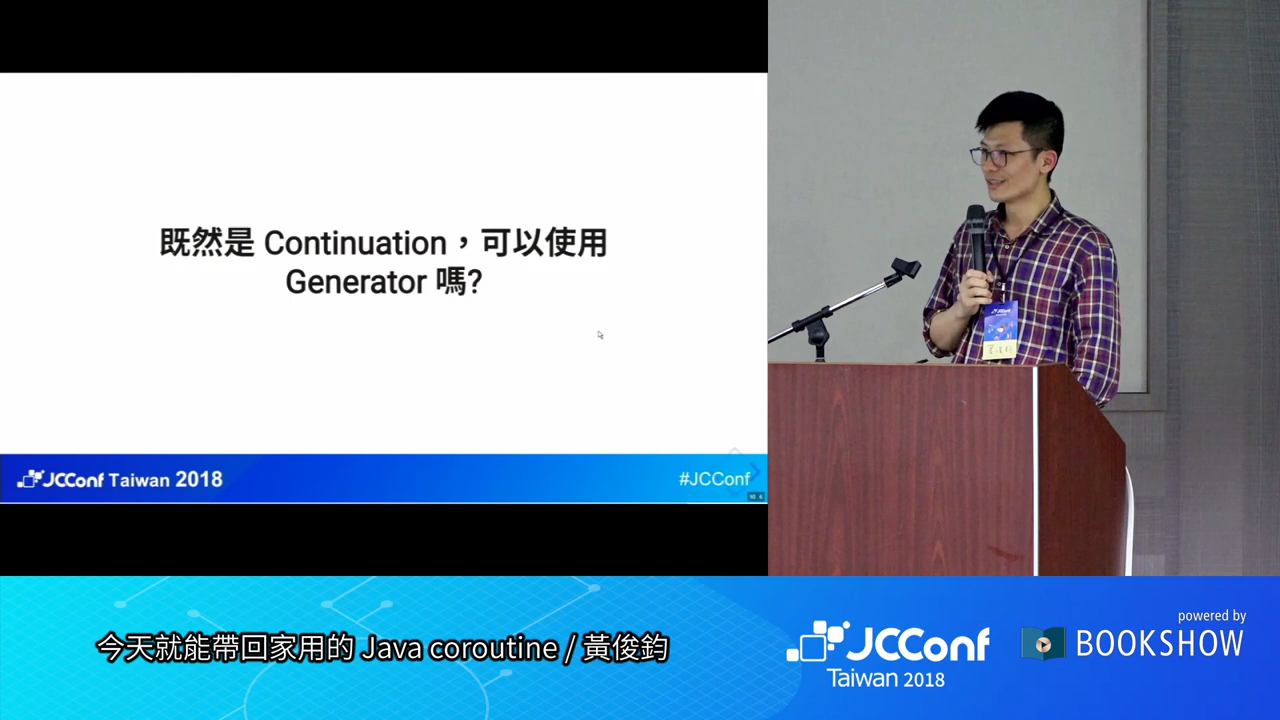 既然是 Continuation，可以使用
Generator 嗎?
JCConf Taiwan 2018
#JCConf
今天就能帶回家用的 Java coroutine / 黃俊鈞
JCConf
Taiwan 2018
powered by
BOOKSHOW